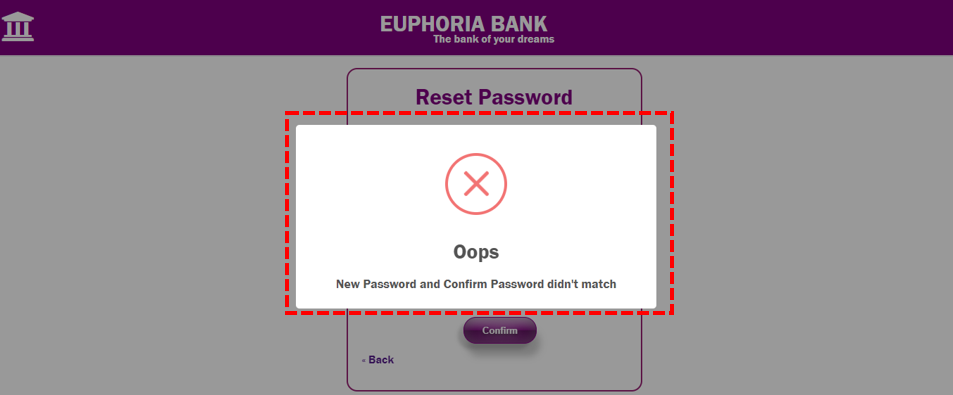 EUPHORIA BANK
The bank of your dreams
Reset Password
Oops
New Password and Confirm Password didn't match
Confirm
« Back